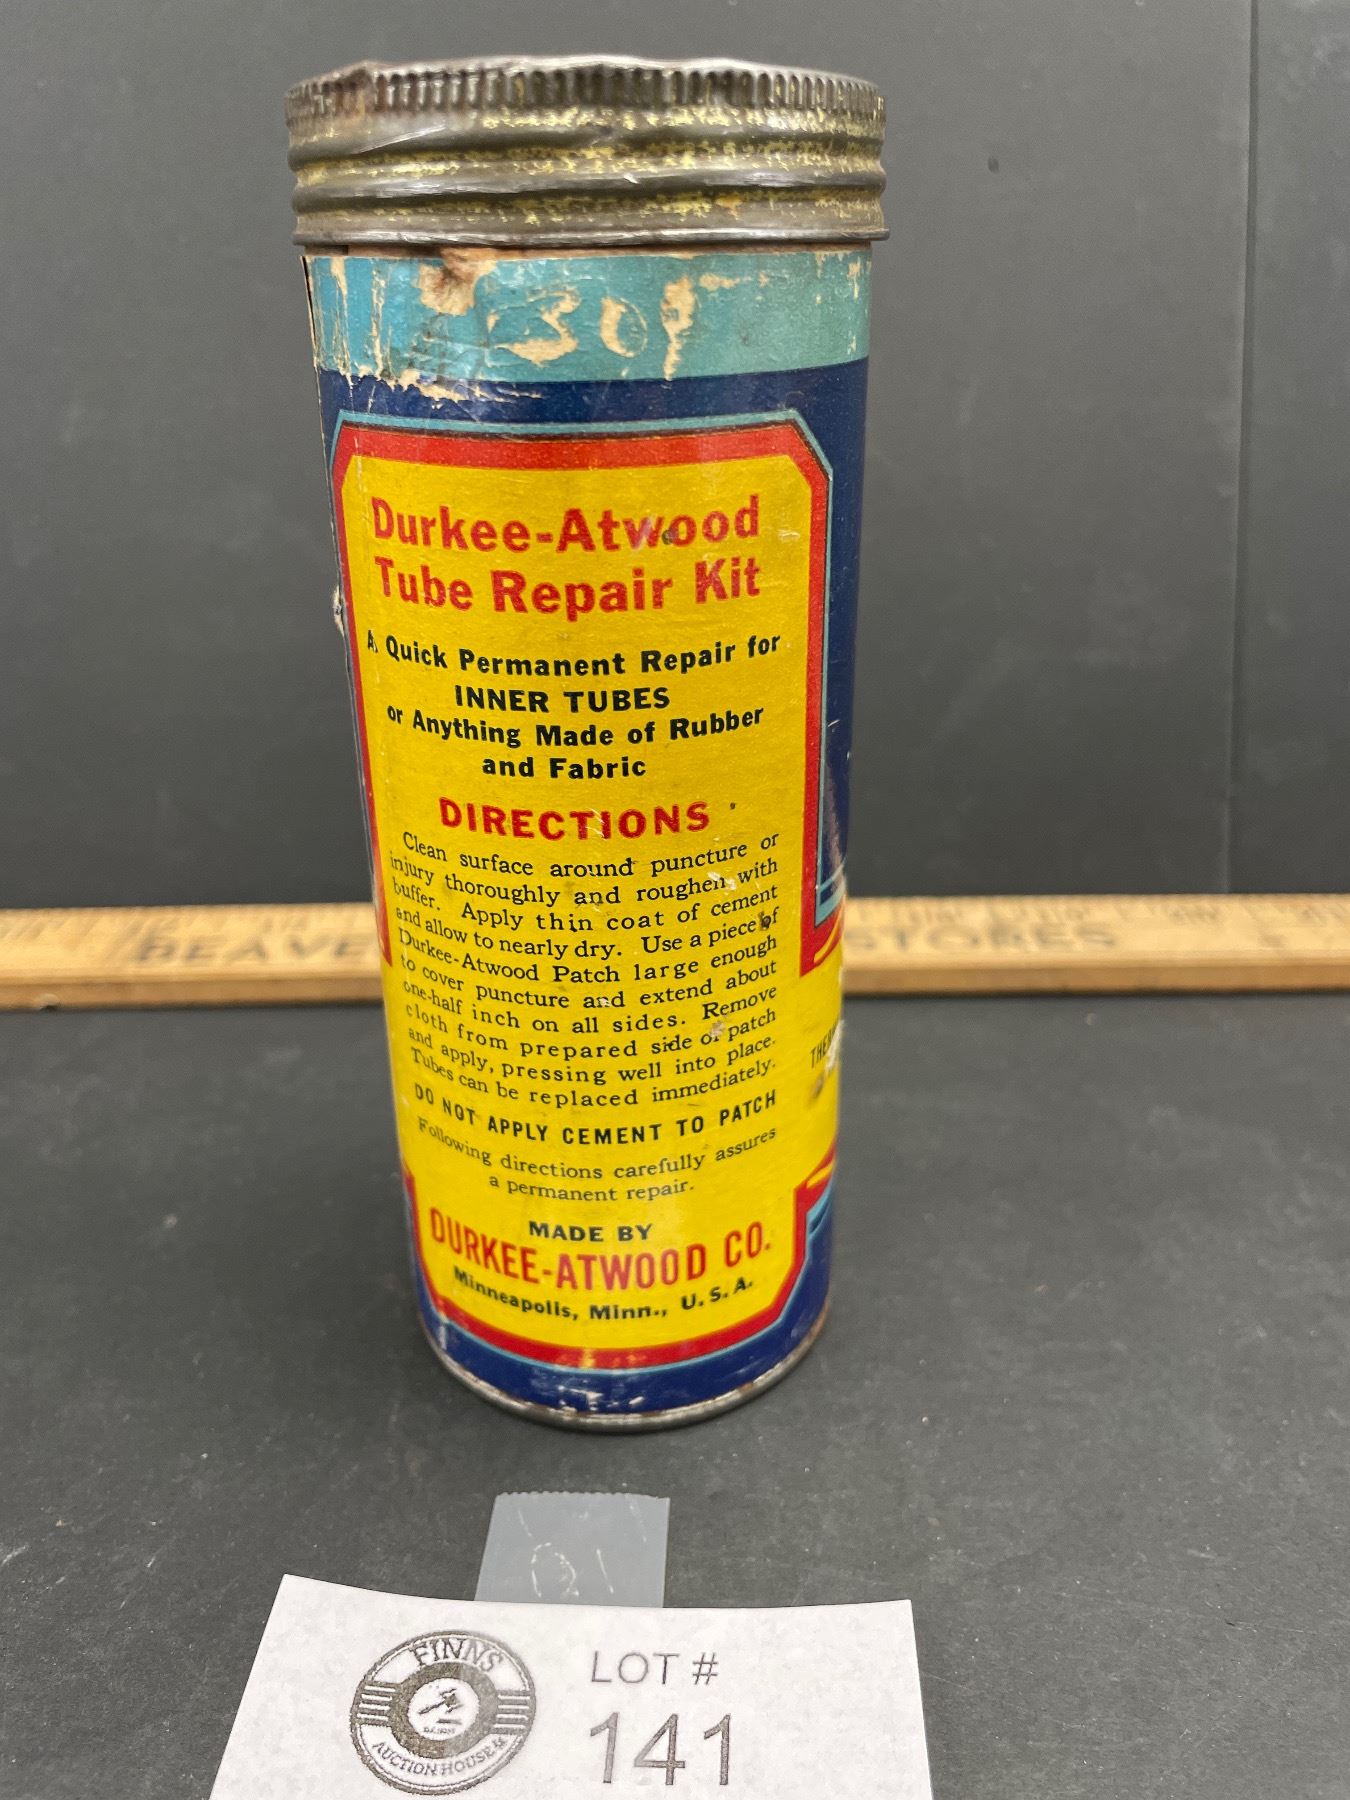 30
Durkee-Atwood
Tube Repair Kit
A Quick Permanent Repair for
INNER TUBES
or Anything Made of Rubber
and Fabric
DIRECTIONS
Clean surface around puncture or
injury thoroughly and roughen with
buffer. Apply thin coat of cement
and allow to nearly dry. Use a piece of
Durkee-Atwood Patch large enough
to cover puncture and extend about
one-half inch on all sides. Remove
cloth from prepared side of patch
and apply, pressing well into place.
Tubes can be replaced immediately.
DO NOT APPLY CEMENT TO PATCH
Following directions carefully assures
a permanent repair.
MADE BY
DURKEE-ATWOOD CO.
Minneapolis, Minn., U.S.A.
BEAVE
STORES
FINNS
AUCTION HOUSE
LOT #
141